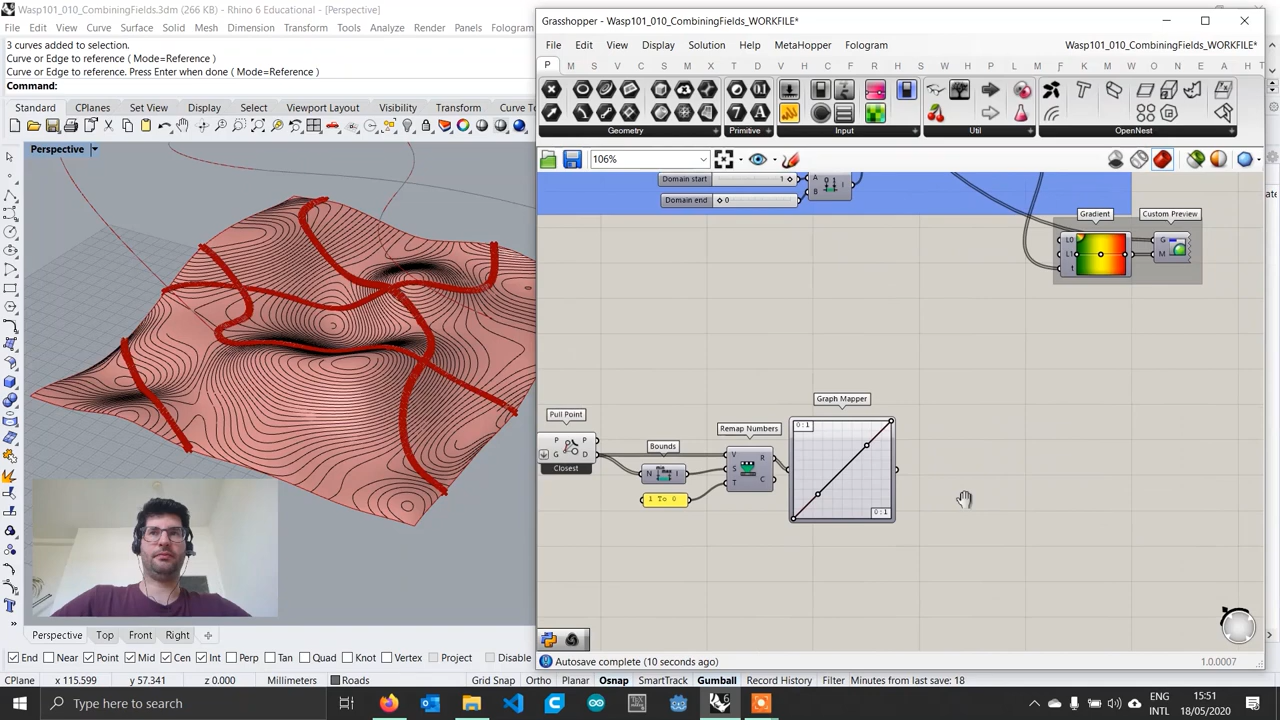 Wasp101_010_CombiningFields.3dm (266 KB) - Rhino 6 Educational - [Perspective]
File Edit View Curve Surface Solid Mesh Dimension Transform Tools Analyze Render Panels Fologram
3 curves added to selection.
Curve or Edge to reference ( Mode=Reference )
Curve or Edge to reference. Press Enter when done ( Mode=Reference )
Command:
Standard CPlanes Set View Display Select Viewport Layout Visibility Transform Curve To
Perspective
Grasshopper - Wasp101_010_CombiningFields_WORKFILE*
File Edit View Display Solution Help MetaHopper Fologram Wasp101_010_CombiningFields_WORKFILE*
Geometry Primitive Input Util OpenNest
106%
Domain start 1
Domain end 0
A
B
I
Gradient
L0
L1
t
Custom Preview
G
M
Graph Mapper
0:1
0:1
Pull Point
P
G
P
D
Closest
Bounds
N
I
1 To 0
Remap Numbers
V
S
T
R
C
Autosave complete (10 seconds ago)
1.0.0007
Perspective Top Front Right
End Near Point Mid Cen Int Perp Tan Quad Knot Vertex Project Disable
CPlane x 115.599 y 57.341 z 0.000 Millimeters Roads Grid Snap Ortho Planar Osnap SmartTrack Gumball Record History Filter Minutes from last save: 18
Type here to search
ENG
INTL
15:51
18/05/2020